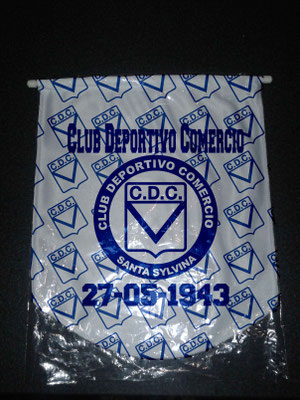 CLUB DEPORTIVO COMERCIO
CLUB DEPORTIVO COMERCIO
C.D.C.
SANTA SYLVINA
27-05-1943
C.D.C.